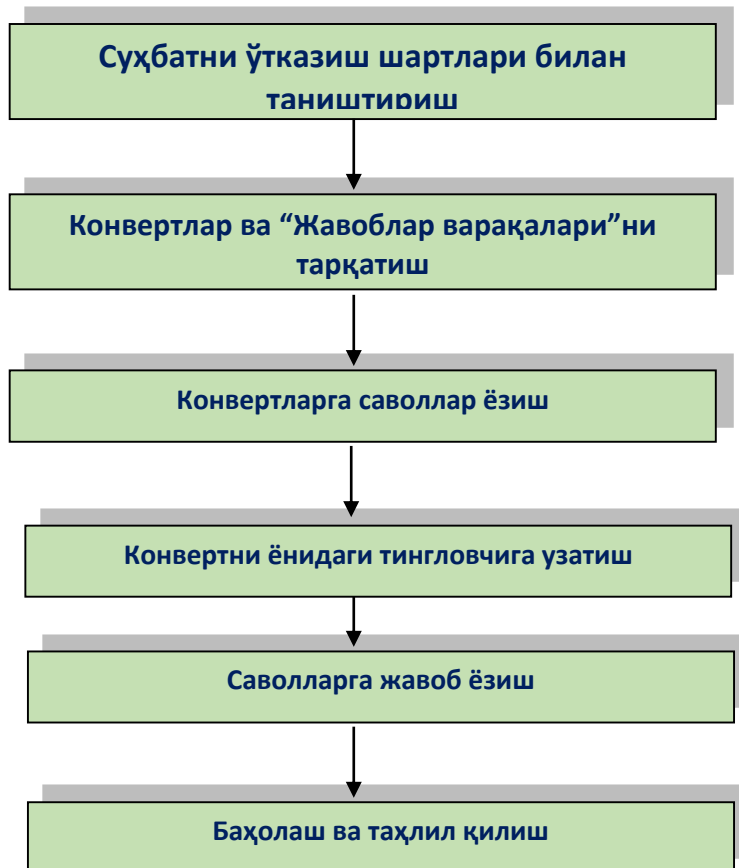 Суҳбатни ўтказиш шартлари билан
таништириш
Конвертлар ва “Жавоблар варақалари”ни
тарқатиш
Конвертларга саволлар ёзиш
Конвертни ёнидаги тингловчига узатиш
Саволларга жавоб ёзиш
Баҳолаш ва таҳлил қилиш